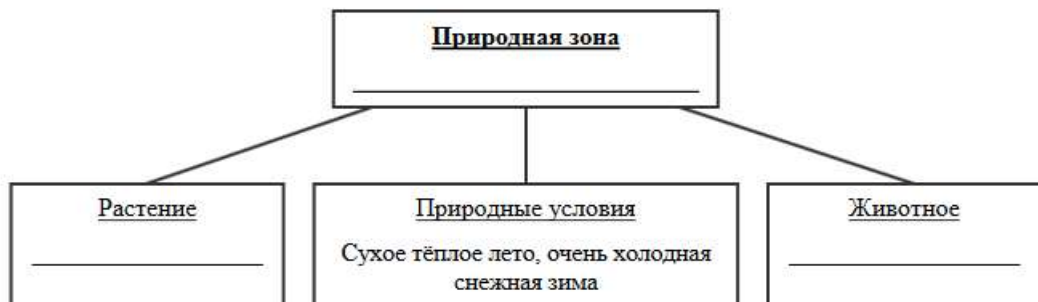 Природная зона
Растение
Природные условия
Сухое тёплое лето, очень холодная
снежная зима
Животное